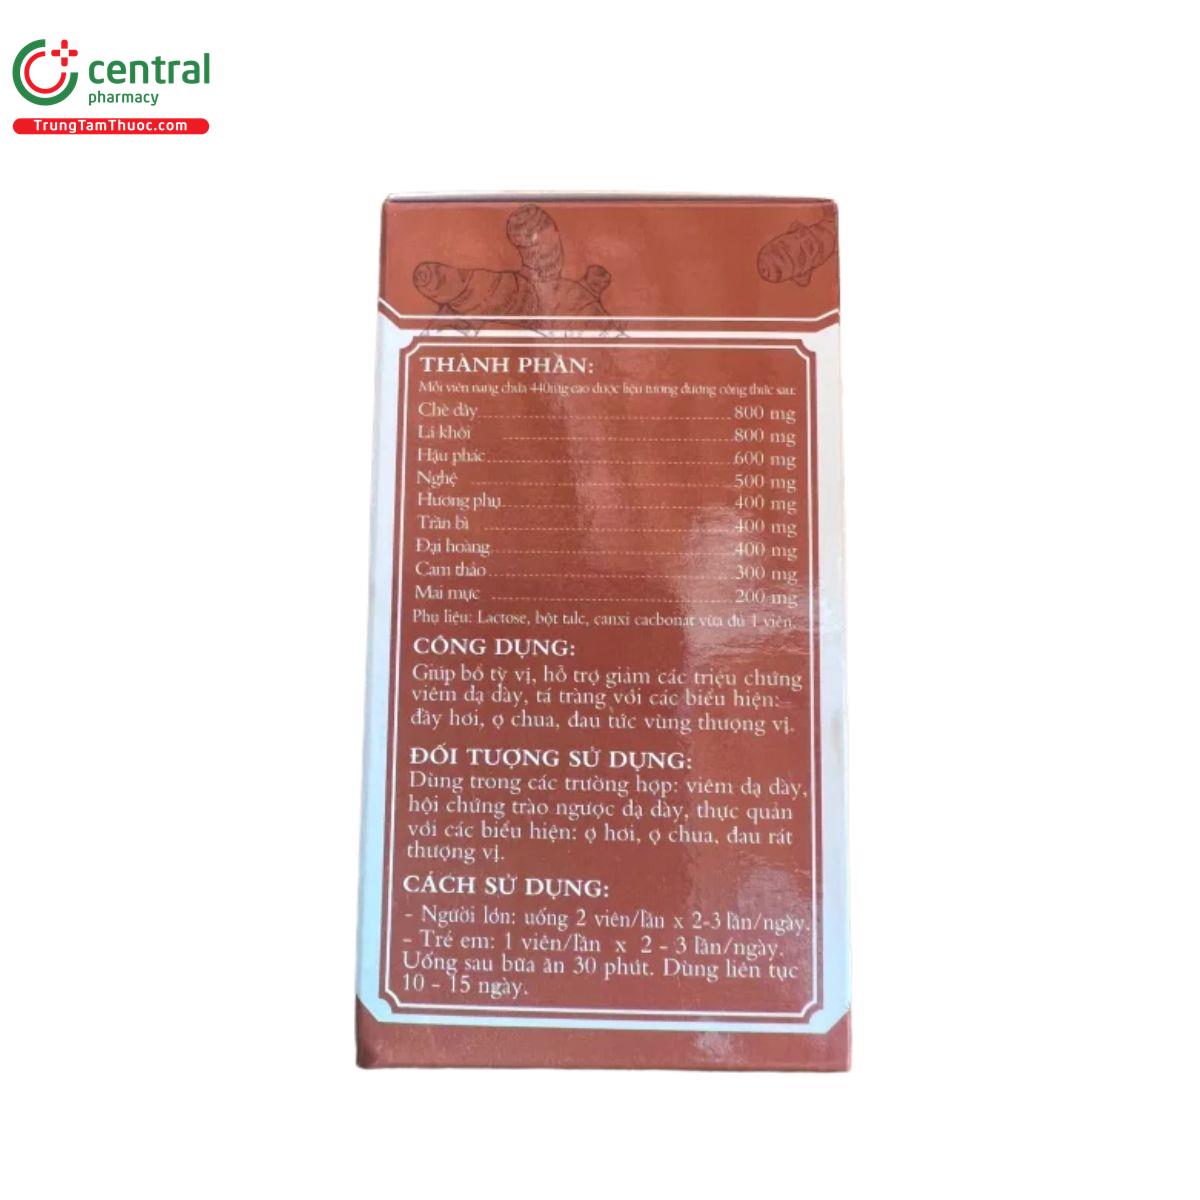 central
pharmacy
TrungTamThuoc.com
THÀNH PHẦN:
Mỗi viên nang chứa 440mg cao dược liệu tương đương công thức sau:
Chè dây 800 mg
Lá khôi 800 mg
Hậu phác 600 mg
Nghệ 500 mg
Hương phụ 400 mg
Trần bì 400 mg
Đại hoàng 400 mg
Cam thảo 300 mg
Mai mực 200 mg
Phụ liệu: Lactose, bột talc, canxi cacbonat vừa đủ 1 viên.
CÔNG DỤNG:
Giúp bổ tỳ vị, hỗ trợ giảm các triệu chứng
viêm dạ dày, tá tràng với các biểu hiện:
đầy hơi, ợ chua, đau tức vùng thượng vị.
ĐỐI TƯỢNG SỬ DỤNG:
Dùng trong các trường hợp: viêm dạ dày,
hội chứng trào ngược dạ dày, thực quản
với các biểu hiện: ợ hơi, ợ chua, đau rát
thượng vị.
CÁCH SỬ DỤNG:
- Người lớn: uống 2 viên/lần x 2-3 lần/ngày.
- Trẻ em: 1 viên/lần x 2 - 3 lần/ngày.
Uống sau bữa ăn 30 phút. Dùng liên tục
10 - 15 ngày.